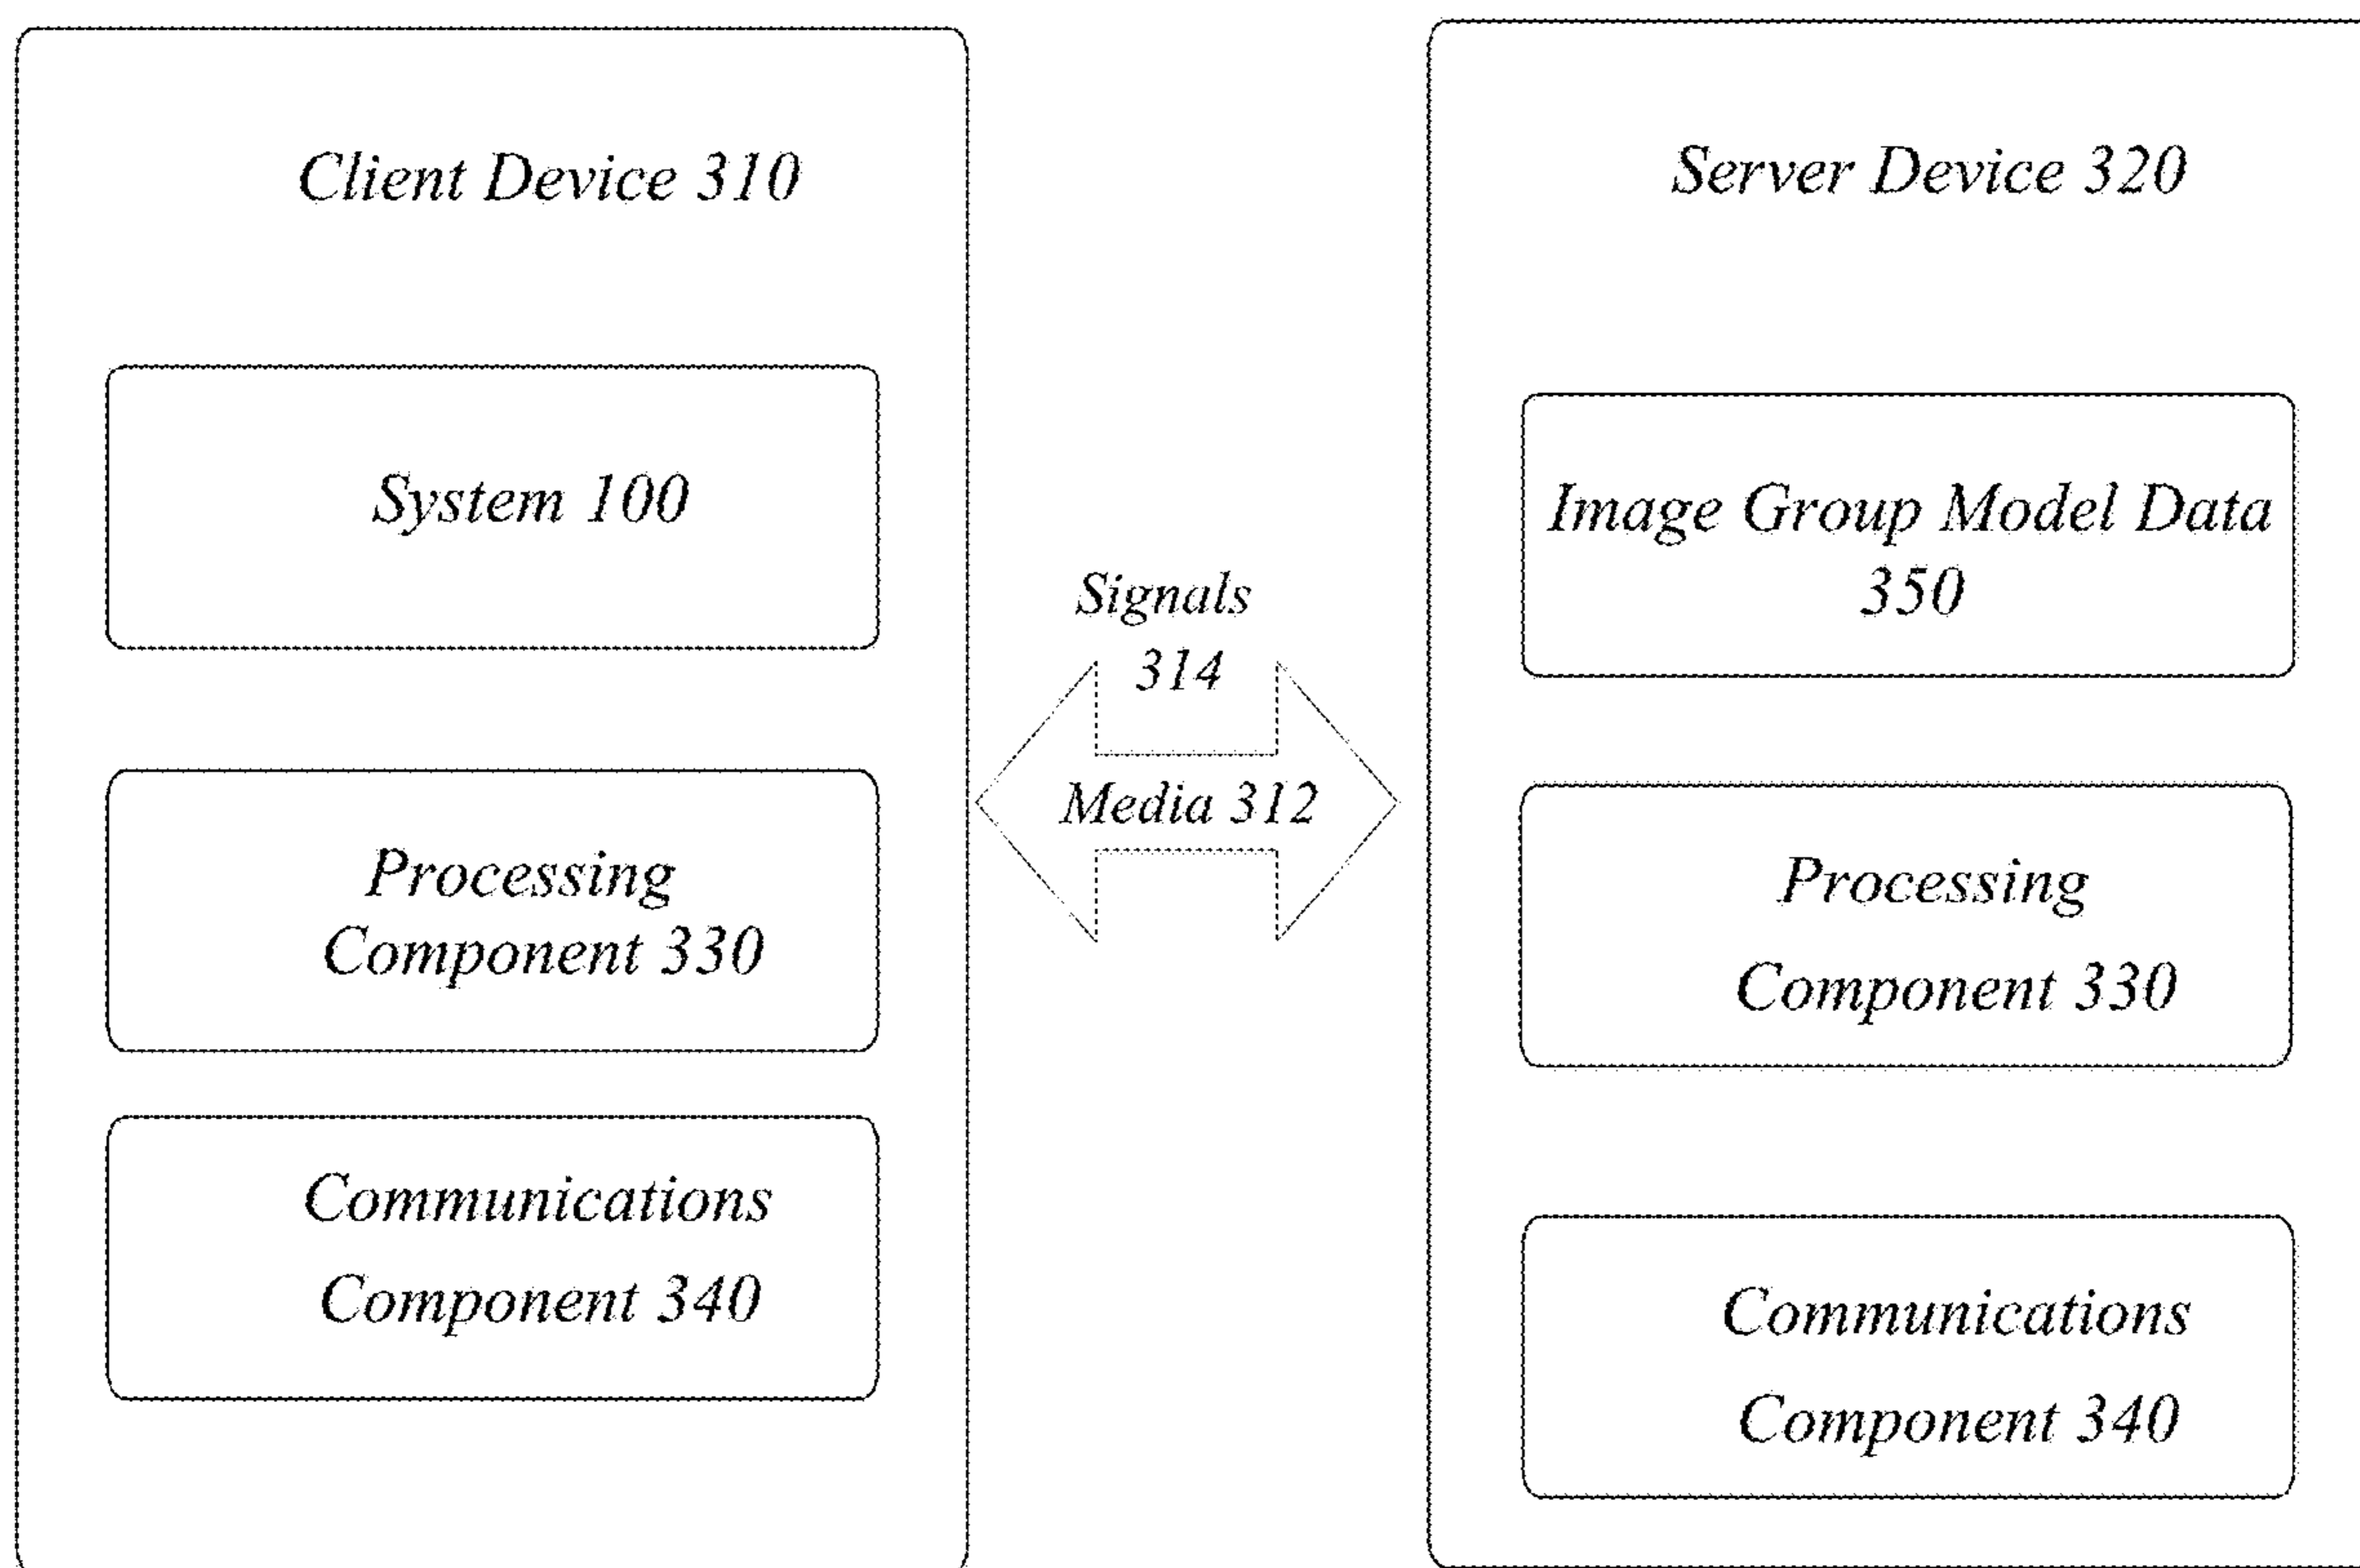 Client Device 310
System 100
Processing
Component 330
Communications
Component 340
Signals
314
Media 312
Server Device 320
Image Group Model Data
350
Processing
Component 330
Communications
Component 340